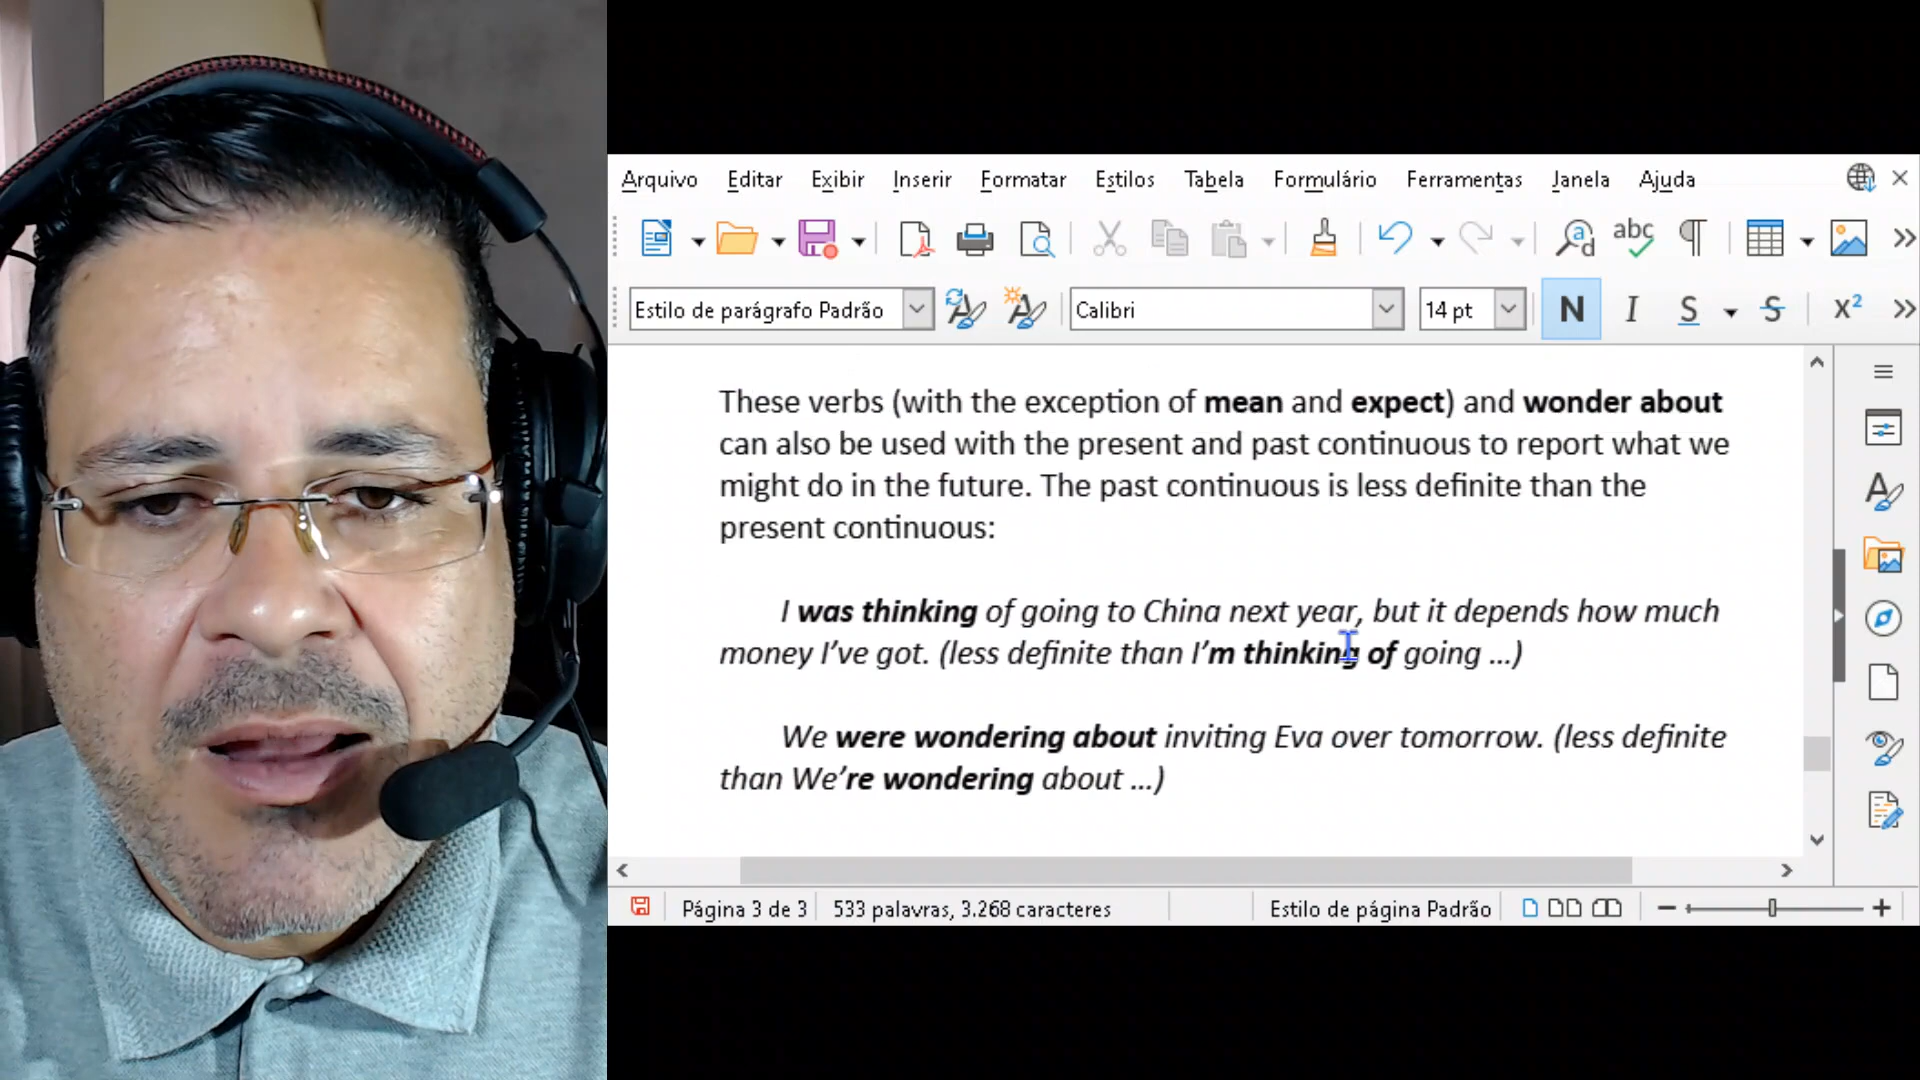 Arquivo Editar Exibir Inserir Formatar Estilos Tabela Formulário Ferramentas Janela Ajuda
abc
Estilo de parágrafo Padrão Calibri 14 pt N I S S X²
These verbs (with the exception of mean and expect) and wonder about
can also be used with the present and past continuous to report what we
might do in the future. The past continuous is less definite than the
present continuous:
I was thinking of going to China next year, but it depends how much
money I’ve got. (less definite than I’m thinking of going ...)
We were wondering about inviting Eva over tomorrow. (less definite
than We’re wondering about ...)
Página 3 de 3 533 palavras, 3.268 caracteres Estilo de página Padrão